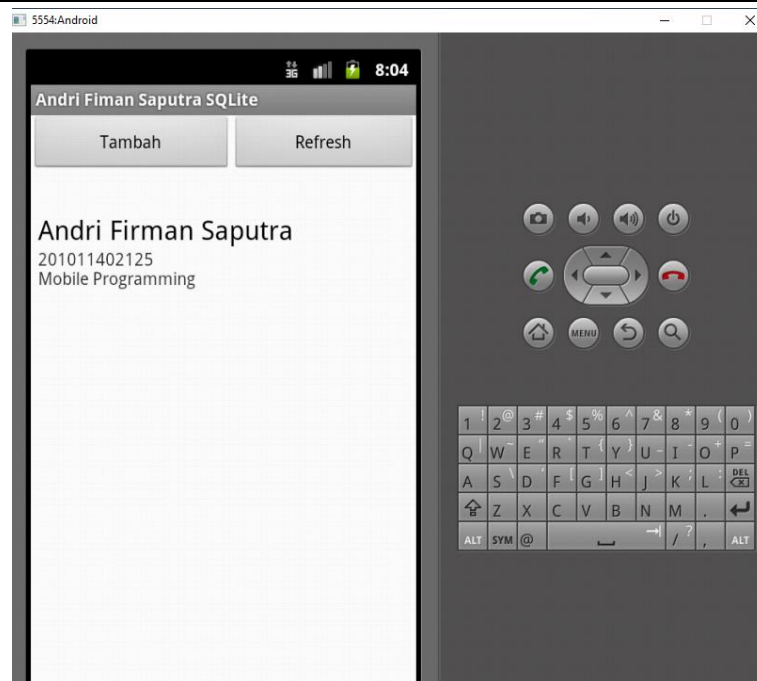 5554:Android
3G 8:04
Andri Fiman Saputra SQLite
Tambah Refresh
Andri Firman Saputra
201011402125
Mobile Programming
MENU
1 ! 2 @ 3 # 4 $ 5 % 6 ^ 7 & 8 * 9 ( 0 )
Q | W ~ E " R ` T { Y } U _ I - O + P =
A S \ D ' F [ G ] H < J > K ; L : DEL
Z X C V B N M .
ALT SYM @ / ? , ALT